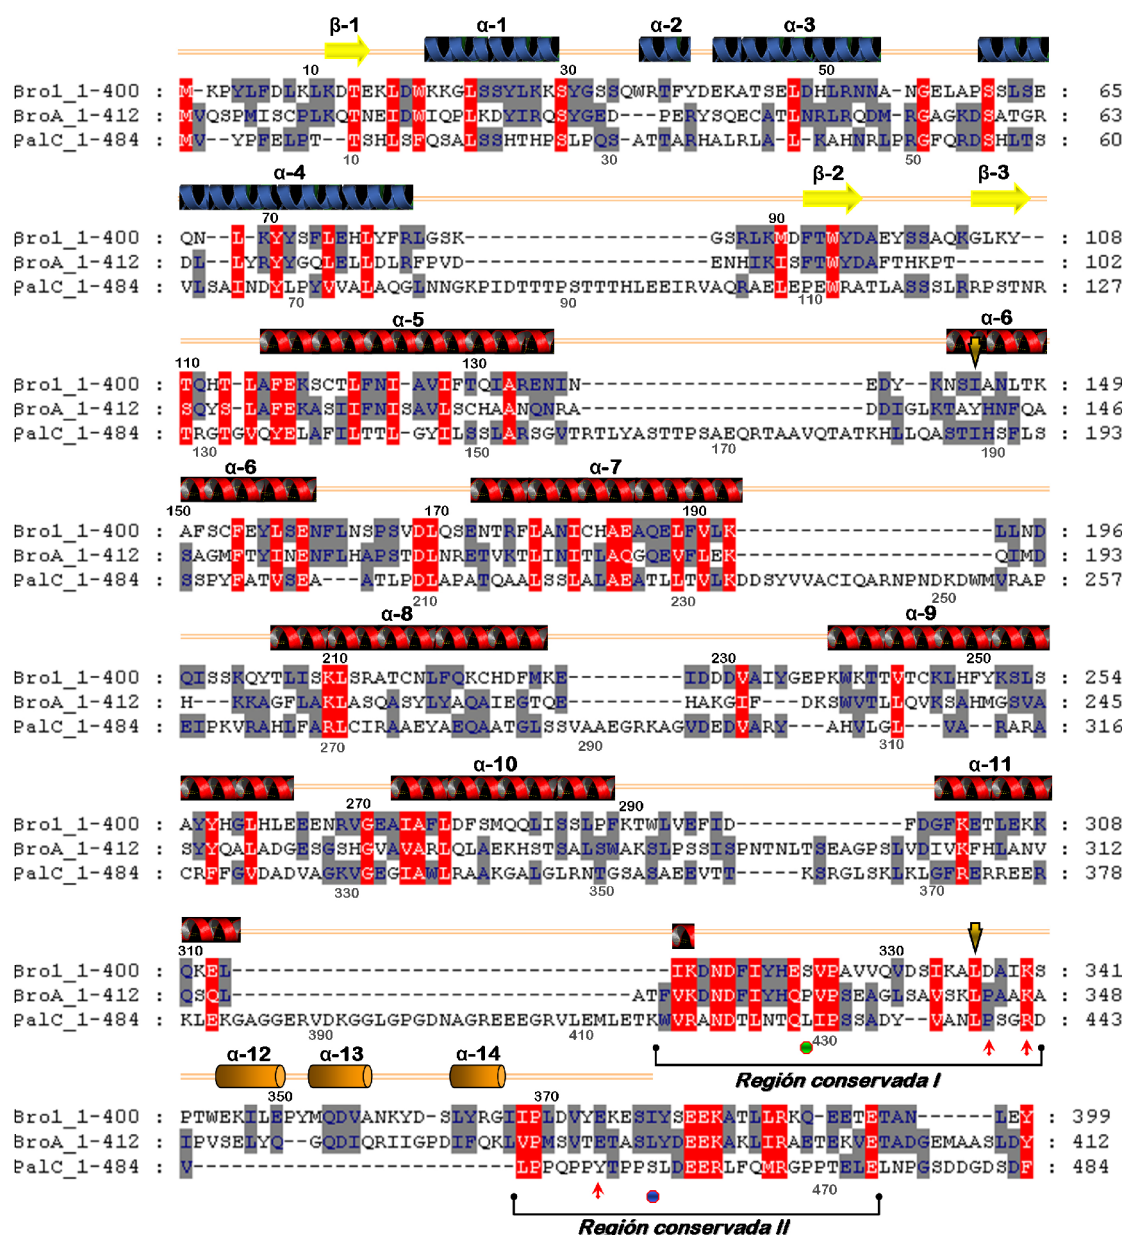 β-1 α-1 α-2 α-3
10 30 50
Bro1_1-400 : M-KPYLFDLKLKDTEKLDWKKGLSSYLKKSYGSSQWRTFYDEKATSELDHLRNNA-NGELAPSSLSE : 65
BroA_1-412 : MVQSPMISCPLKQTNEIDWIQPLKDYIRQSYGED--PERYSQECATLNRLRQDM-RGAGKDSATGR : 63
PalC_1-484 : MV--YPFELPT--TSHLSFQSALSSHTHPSLPQS-ATTARHALRLA-L-KAHNRLPRGFQRDSHLTS : 60
10 30 50
α-4 β-2 β-3
70 90
Bro1_1-400 : QN--L-KYYSFLEHLYFRLGSK-------------------GSRLKMDFTWYDAEYSSAQKGLKY-- : 108
BroA_1-412 : DL--LYRYYGQLELLDLRFPVD-------------------ENHIKISFTWYDAFTHKPT------- : 102
PalC_1-484 : VLSAINDYLPYVVALAQGLNNGKPIDTTTTPSTTTHLEEIRVAQRAELEPEWRATLASSSLRRPSTNR : 127
70 90 110
α-5 α-6
110 130
Bro1_1-400 : TQHT-LAFEKSCTLFNI-AVIFTQIARENIN----------------------EDY--KNSIANLTK : 149
BroA_1-412 : SQYS-LAFEKASIIFNISAVLSCHAANQNRA----------------------DDIGLKTAYHNFQA : 146
PalC_1-484 : TRGTGVQYELAFILTTL-GYILSSLARSGVTRTLYASTTPSAEQRTAAVQTATKHLLQASTIHSFLS : 193
130 150 170 190
α-6 α-7
150 170 190
Bro1_1-400 : AFSCFEYLSENFLNSPSVDLQSENTRFLANICHAEAQELFVLK--------------------LLND : 196
BroA_1-412 : SAGMFTYINENFLHAPSTDLNRETVKTLINITLAQGQEVFLEK--------------------QIMD : 193
PalC_1-484 : SSPYFATVSEA---ATLPDLAPATQAALSSLALAEATLLTVLKDDSYVVACIQARNPNDKDWMVRAP : 257
210 230 250
α-8 α-9
210 230 250
Bro1_1-400 : QISSKQYTLISKLSRATCNLFQKCHDFMKE---------IDDDVAIYGEPKWKTTVTCKLHFYKSLS : 254
BroA_1-412 : H---KKAGFLAKLASQASYLYAQAIEGTQE---------HAKGIF---DKSWVTLLQVKSAHMGSVA : 245
PalC_1-484 : EIPKVRAHLFARLCIRAAEYAEQAATGLSSVAAEGRKAGVDEDVARY---AHVLGL---VA--RARA : 316
270 290 310
α-10 α-11
270 290
Bro1_1-400 : AYYHGLHLEEENRVGEAIAFLDFSMQQLISSLPFKTWLVEFID-------------FDGFKETLEKK : 308
BroA_1-412 : SYYQALADGESGSHGVAVARLQLAEKHSTSALSWAKSLPSSISPNTNLTSEAGPSLVDIVKFHLANV : 312
PalC_1-484 : CRFFGVDADVAGKVGEGIAWLRAAKGALGLRNTGSASAEEVTT-----KSRGLSKLKLGFRERREER : 378
330 350 370
310 330
Bro1_1-400 : QKEL----------------------------------IKDNDFIYHESVPAVVQVDSIKALDAIKS : 341
BroA_1-412 : QSQL-------------------------------ATFVKDNDFIYHQPVPSEAGLSAVSKLPAAKA : 348
PalC_1-484 : KLEKGAGGERVDKGGLGPGDNAGREEEGRVLEMLETKWVRANDTLNTQLIPSSADY--VANLPSGRD : 443
390 410 430
Región conservada I
α-12 α-13 α-14
350 370
Bro1_1-400 : PTWEKILEPYMQDVANKYD-SLYRGIIPLDVYEKESIYSEEKATLLRKQ-EETETAN------LEY : 399
BroA_1-412 : IPVSELYQ--GQDIQRIIGPDIFQKLVPMSVTETASLYDEEKAKLIRAETEKVETADGEMAASLDY : 412
PalC_1-484 : V-------------------------LPPQPPYTPPSLDEERLFQMRGPPTELELNPGSDDGDSDF : 484
470
Región conservada II